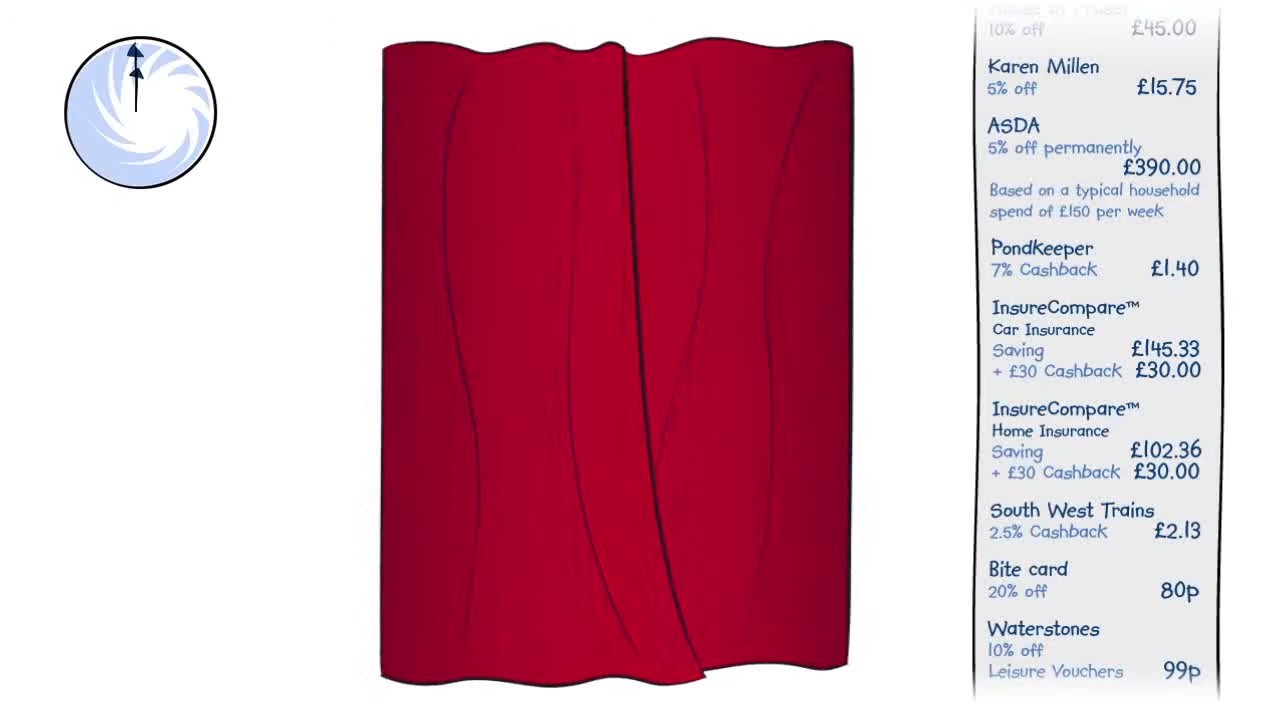 10% off £45.00
Karen Millen
5% off £15.75
ASDA
5% off permanently
£390.00
Based on a typical household
spend of £150 per week
Pondkeeper
7% Cashback £1.40
InsureCompare™
Car Insurance
Saving £145.33
+ £30 Cashback £30.00
InsureCompare™
Home Insurance
Saving £102.36
+ £30 Cashback £30.00
South West Trains
2.5% Cashback £2.13
Bite card
20% off 80p
Waterstones
10% off
Leisure Vouchers 99p